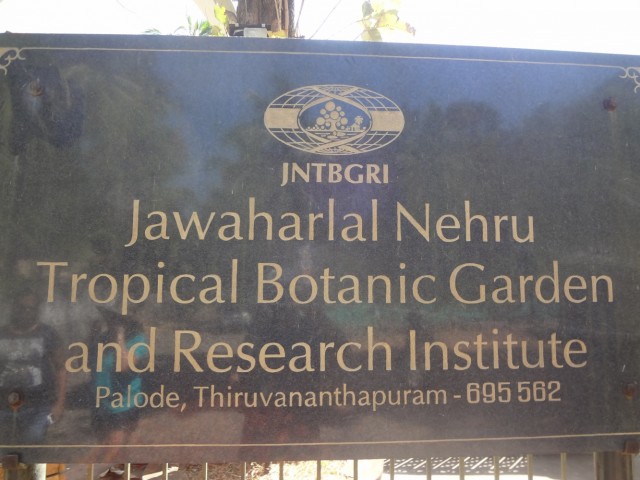 JNTBGRI
Jawaharlal Nehru
Tropical Botanic Garden
and Research Institute
Palode, Thiruvananthapuram - 695 562